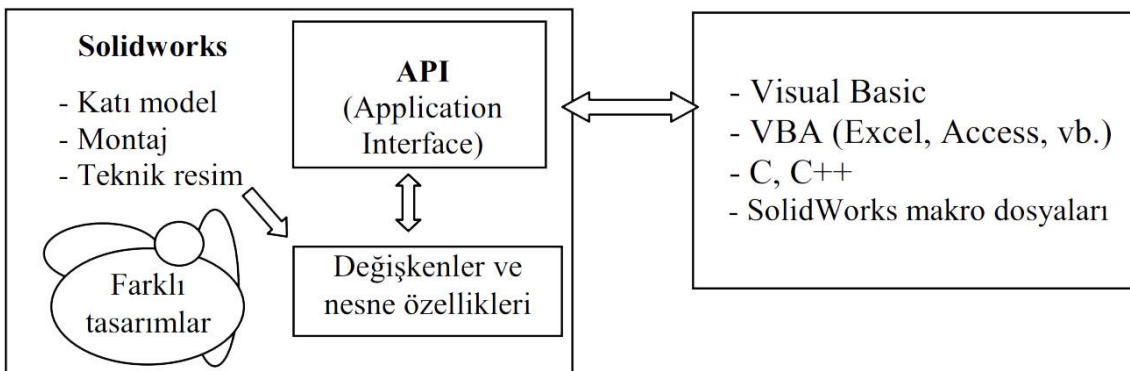 Solidworks
- Katı model
- Montaj
- Teknik resim
Farklı
tasarımlar
API
(Application
Interface)
Değişkenler ve
nesne özellikleri
- Visual Basic
- VBA (Excel, Access, vb.)
- C, C++
- SolidWorks makro dosyaları